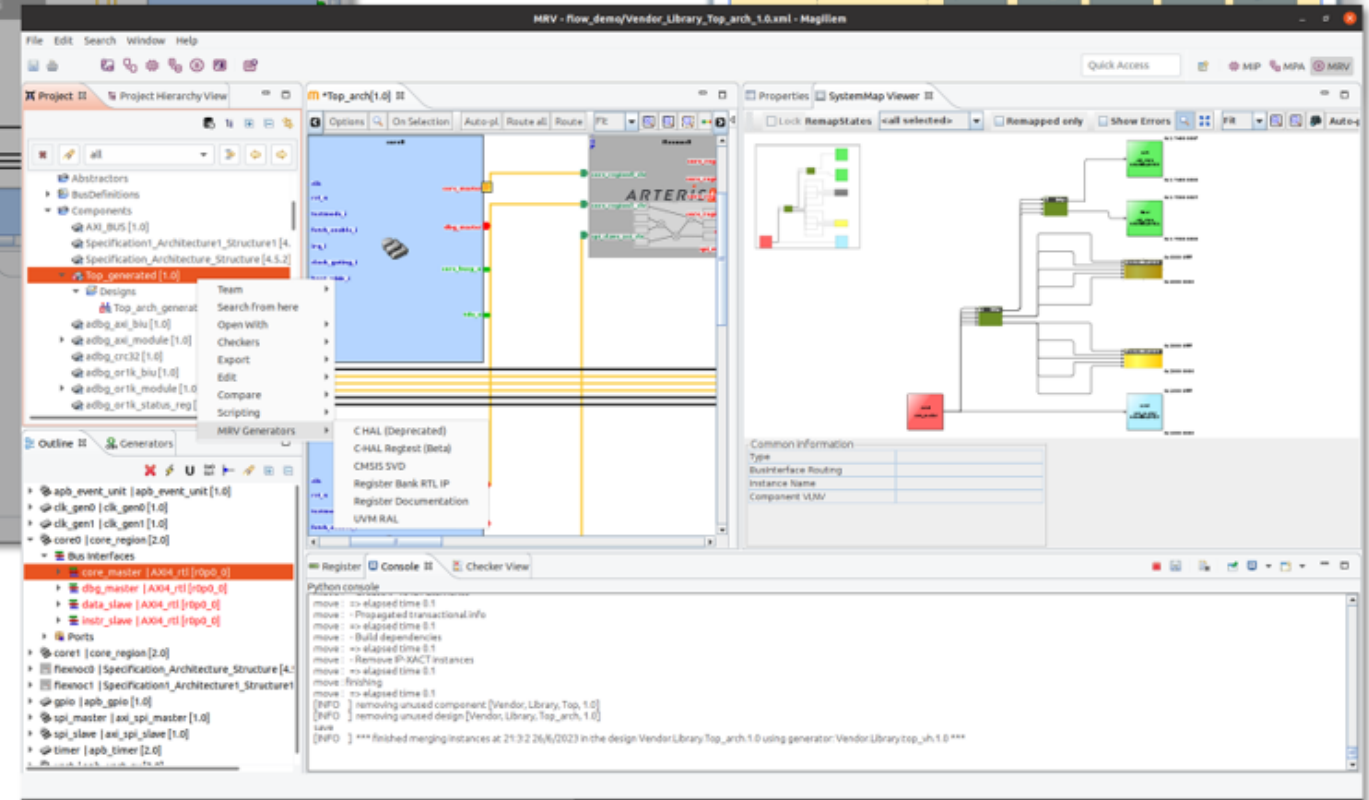 MRV - flow_demo/Vendor_Library_Top_arch_1.0.xml - Magillem
File Edit Search Window Help
Quick Access
MIP MPA MRV
Project Project Hierarchy View
all
Abstractors
BusDefinitions
Components
AXI_BUS [1.0]
Specification1_Architecture1_Structure1 [4.
Specification_Architecture_Structure [4.5.2]
Top_generated [1.0]
Designs
Top_arch_generat
adbg_axi_biu [1.0]
adbg_axi_module [1.0]
adbg_crc32 [1.0]
adbg_or1k_biu [1.0]
adbg_or1k_module [1.0
adbg_or1k_status_reg [
Team
Search from here
Open With
Checkers
Export
Edit
Compare
Scripting
MRV Generators
C HAL (Deprecated)
C-HAL Regtest (Beta)
CMSIS SVD
Register Bank RTL IP
Register Documentation
UVM RAL
Outline Generators
apb_event_unit | apb_event_unit [1.0]
clk_gen0 | clk_gen0 [1.0]
clk_gen1 | clk_gen1 [1.0]
core0 | core_region [2.0]
Bus Interfaces
core_master | AXI4_rtl [r0p0_0]
dbg_master | AXI4_rtl [r0p0_0]
data_slave | AXI4_rtl [r0p0_0]
instr_slave | AXI4_rtl [r0p0_0]
Ports
core1 | core_region [2.0]
flexnoc0 | Specification_Architecture_Structure [4.
flexnoc1 | Specification1_Architecture1_Structure1
gpio | apb_gpio [1.0]
spi_master | axi_spi_master [1.0]
spi_slave | axi_spi_slave [1.0]
timer | apb_timer [2.0]
*Top_arch[1.0]
Options On Selection Auto-pl Route all Route Fit
core0
clk
rst_n
testmode_i
fetch_enable_i
irq_i
clock_gating_i
core_master
dbg_master
core_busy_o
ARTERIS
Properties SystemMap Viewer
Lock RemapStates <all selected> Remapped only Show Errors Fit Auto-p
Common Information
Type
BusInterface Routing
Instance Name
Component VLNV
Register Console Checker View
Python console
move : => elapsed time 0.1
move : - Propagated transactional info
move : => elapsed time 0.1
move : - Build dependencies
move : => elapsed time 0.1
move : - Remove IP-XACT instances
move : => elapsed time 0.1
move : finishing
move : => elapsed time 0.1
[INFO ] removing unused component [Vendor, Library, Top, 1.0]
[INFO ] removing unused design [Vendor, Library, Top_arch, 1.0]
save
[INFO ] *** finished merging instances at 21:3:2 26/6/2023 in the design Vendor.Library.Top_arch.1.0 using generator: Vendor.Library.top_vh.1.0 ***